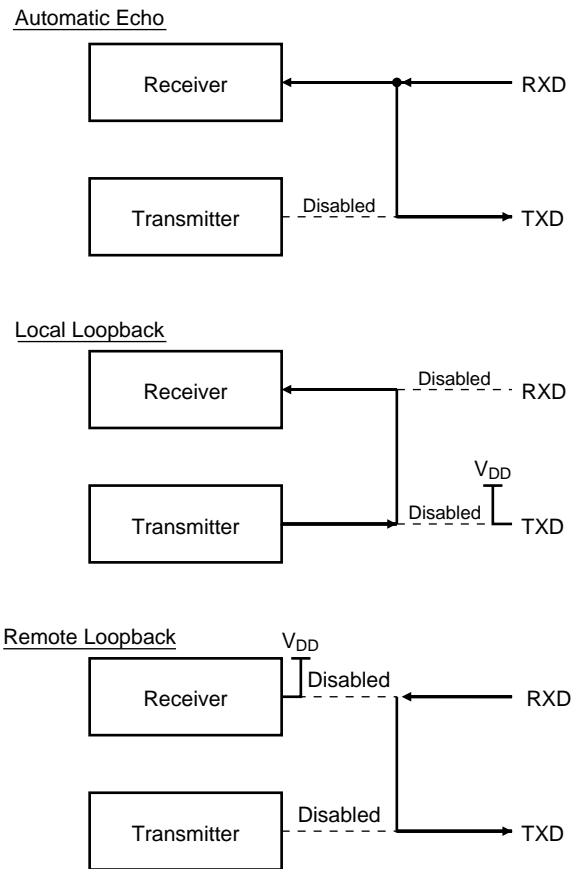 Automatic Echo
Receiver
RXD
Transmitter
Disabled
TXD
Local Loopback
Receiver
Disabled
RXD
VDD
Transmitter
Disabled
TXD
Remote Loopback
VDD
Receiver
Disabled
RXD
Transmitter
Disabled
TXD